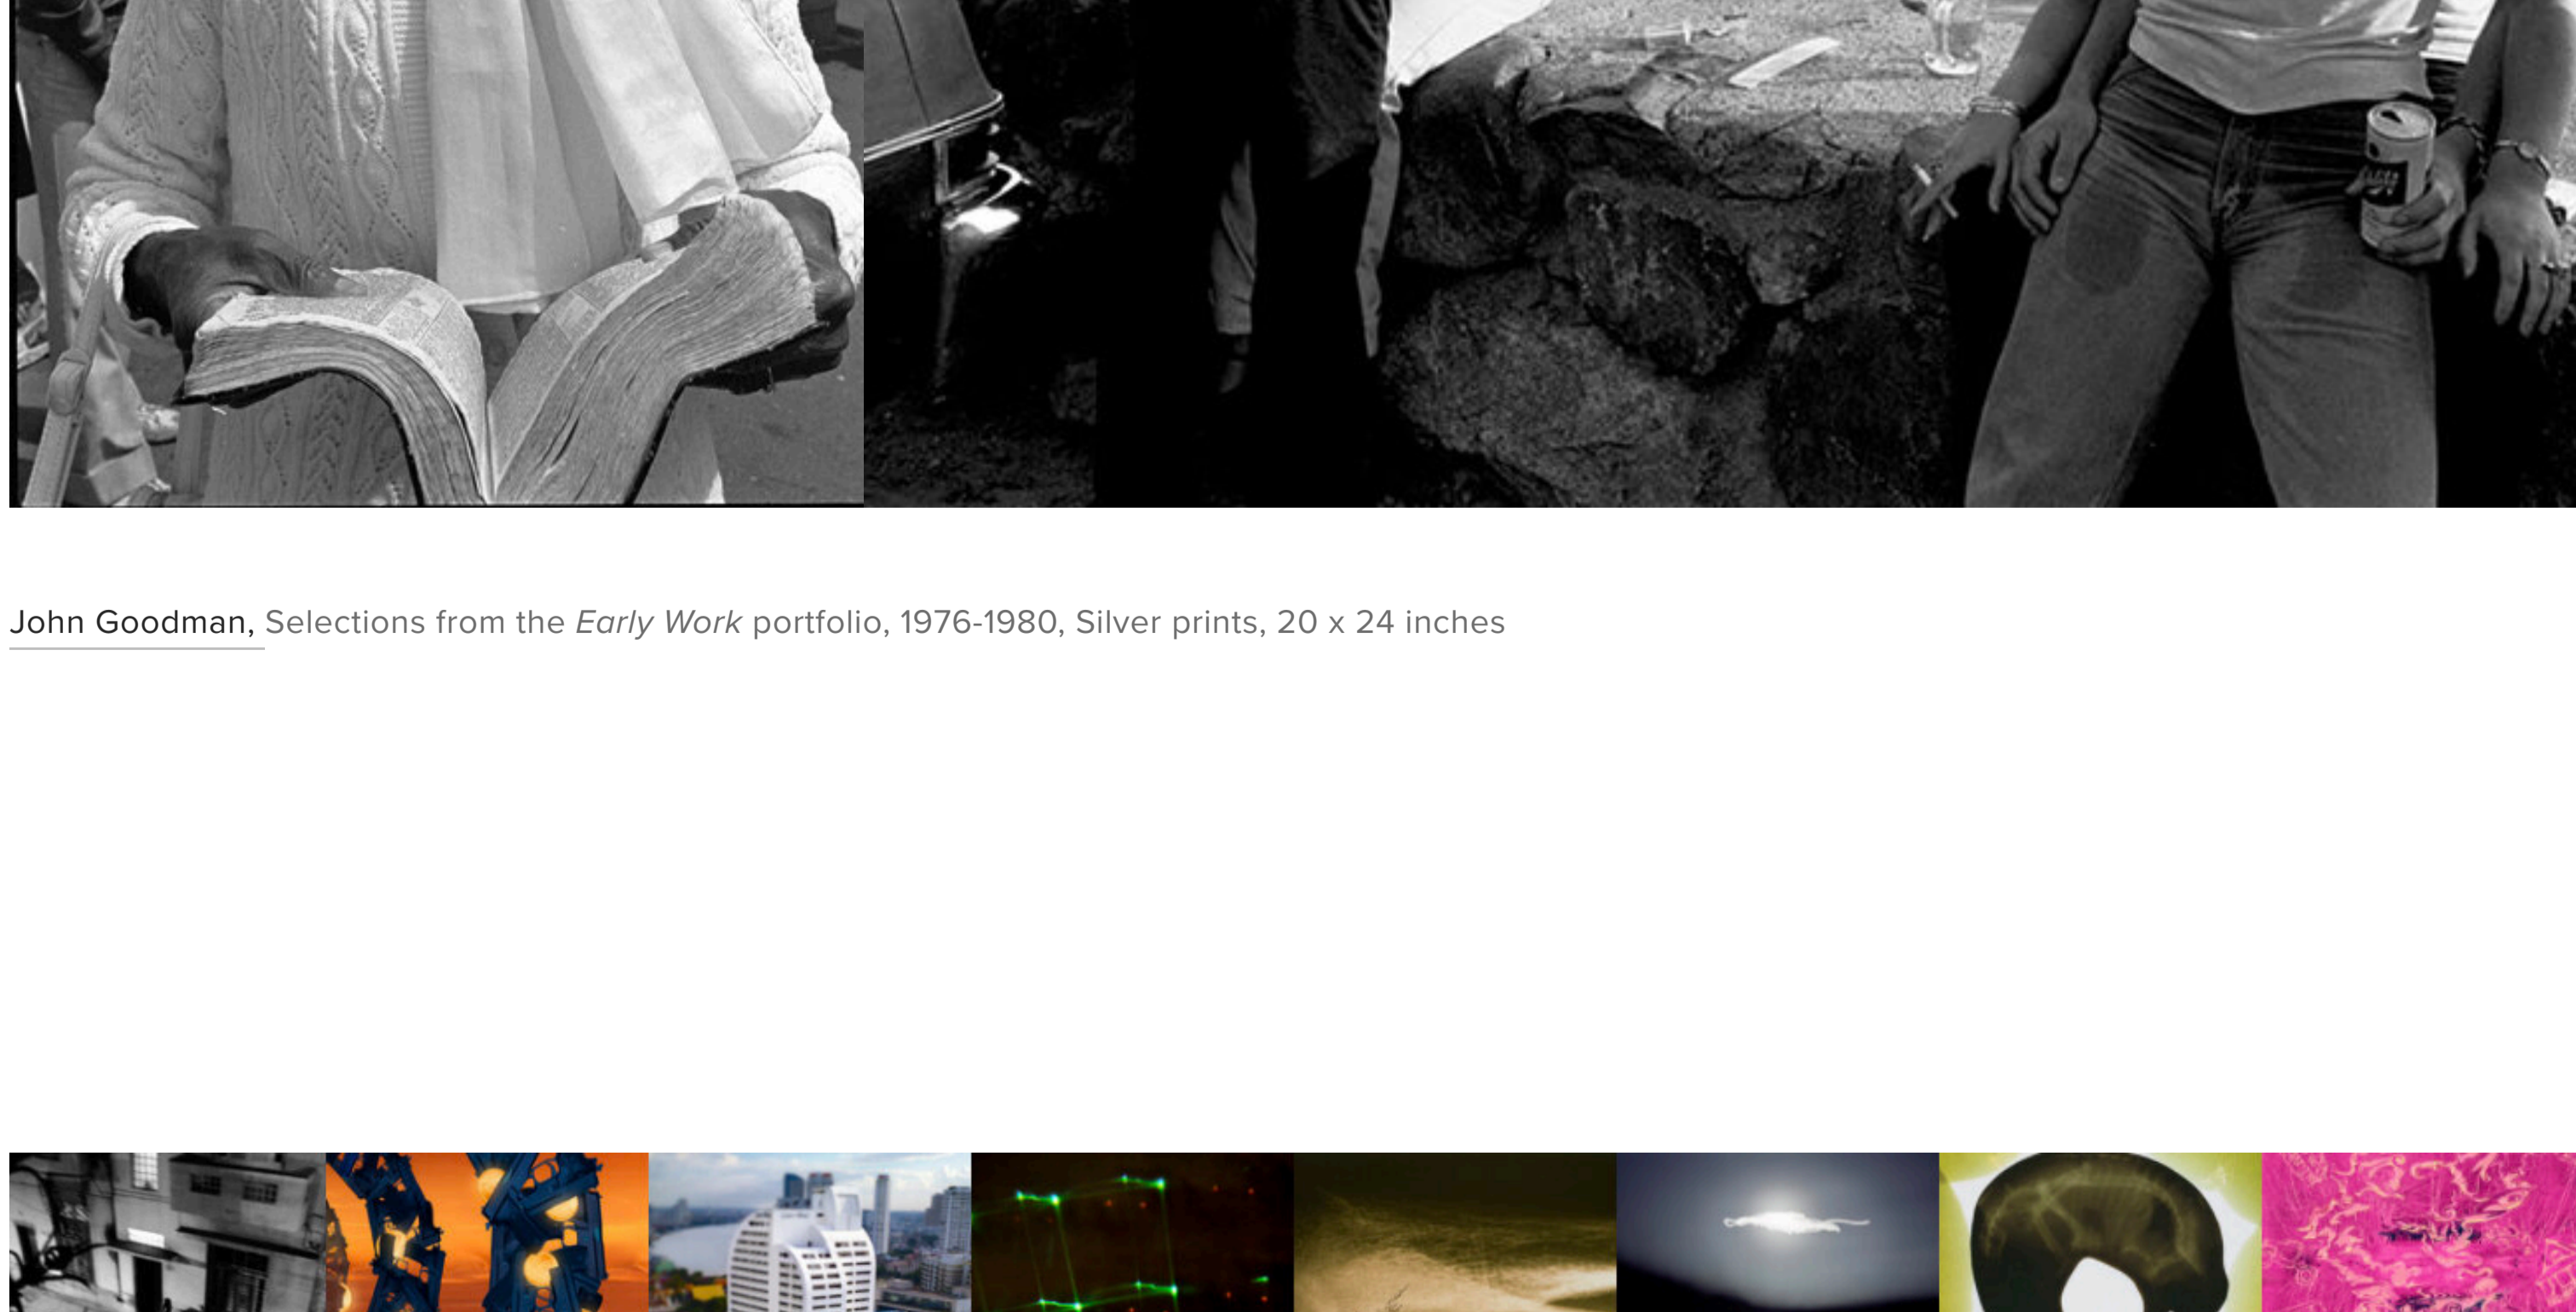 John Goodman, Selections from the Early Work portfolio, 1976-1980, Silver prints, 20 x 24 inches